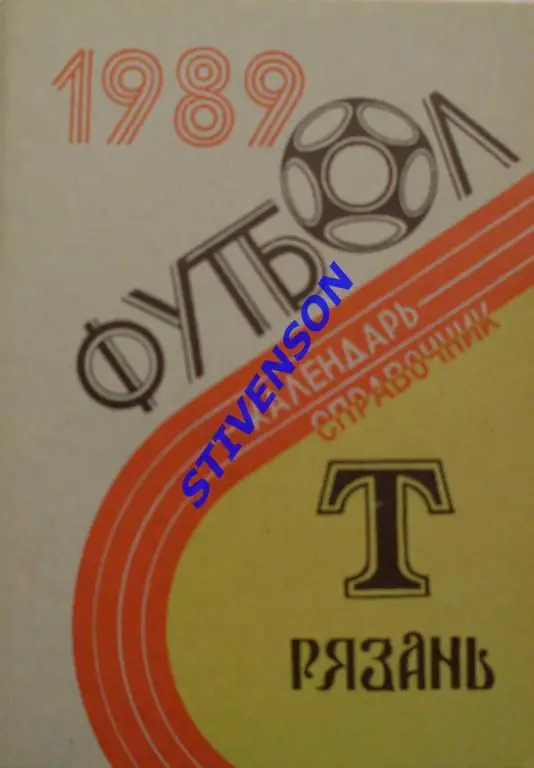 1989
ФУТБОЛ
КАЛЕНДАРЬ
СПРАВОЧНИК
STIVENSON
Т
РЯЗАНЬ